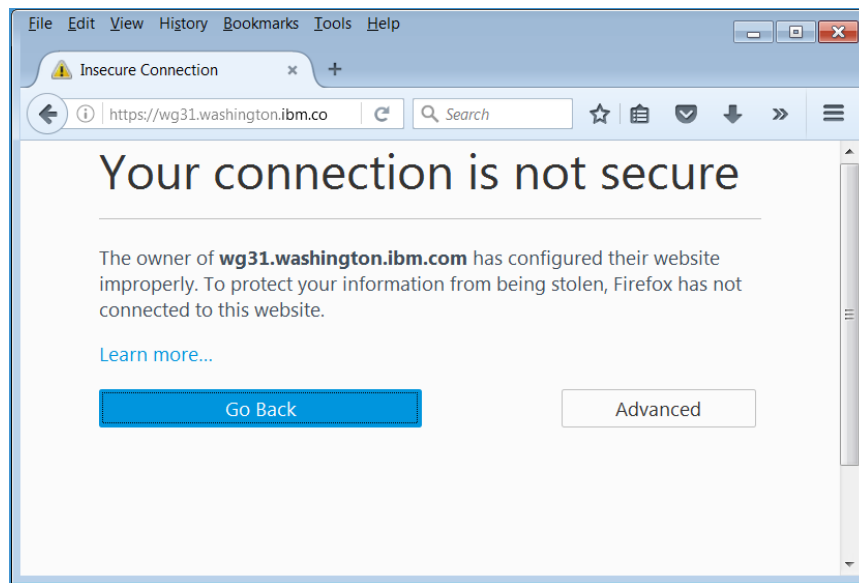 File Edit View History Bookmarks Tools Help
Insecure Connection
https://wg31.washington.ibm.co Search
Your connection is not secure
The owner of wg31.washington.ibm.com has configured their website
improperly. To protect your information from being stolen, Firefox has not
connected to this website.
Learn more...
Go Back Advanced